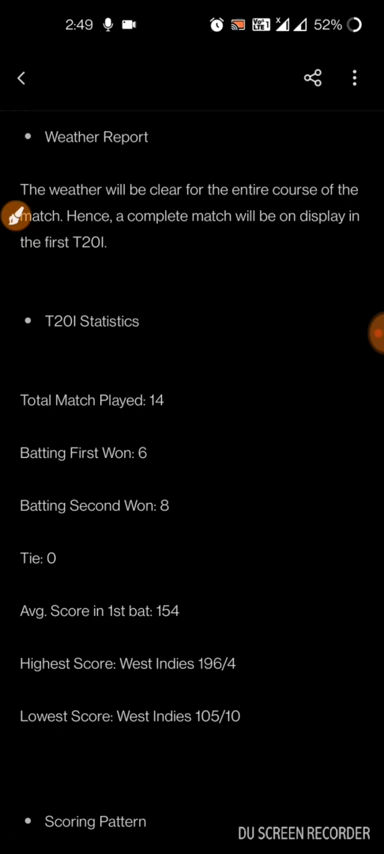 2:49
Vo LTE 1
x
52%
Weather Report
The weather will be clear for the entire course of the
match. Hence, a complete match will be on display in
the first T20I.
T20I Statistics
Total Match Played: 14
Batting First Won: 6
Batting Second Won: 8
Tie: 0
Avg. Score in 1st bat: 154
Highest Score: West Indies 196/4
Lowest Score: West Indies 105/10
Scoring Pattern
DU SCREEN RECORDER